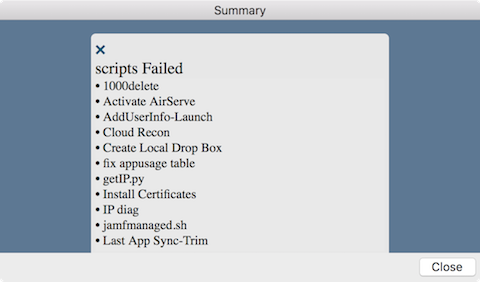 Summary
×
scripts Failed
• 1000delete
• Activate AirServe
• AddUserInfo-Launch
• Cloud Recon
• Create Local Drop Box
• fix appusage table
• getIP.py
• Install Certificates
• IP diag
• jamfmanaged.sh
• Last App Sync-Trim
Close